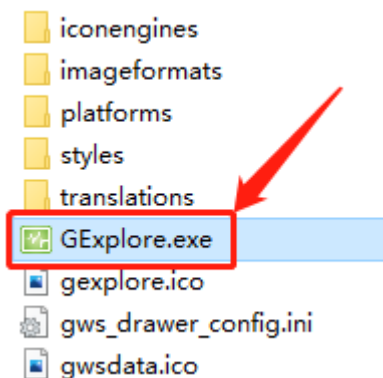 iconengines
imageformats
platforms
styles
translations
GExplore.exe
gexplore.ico
gws_drawer_config.ini
gwsdata.ico